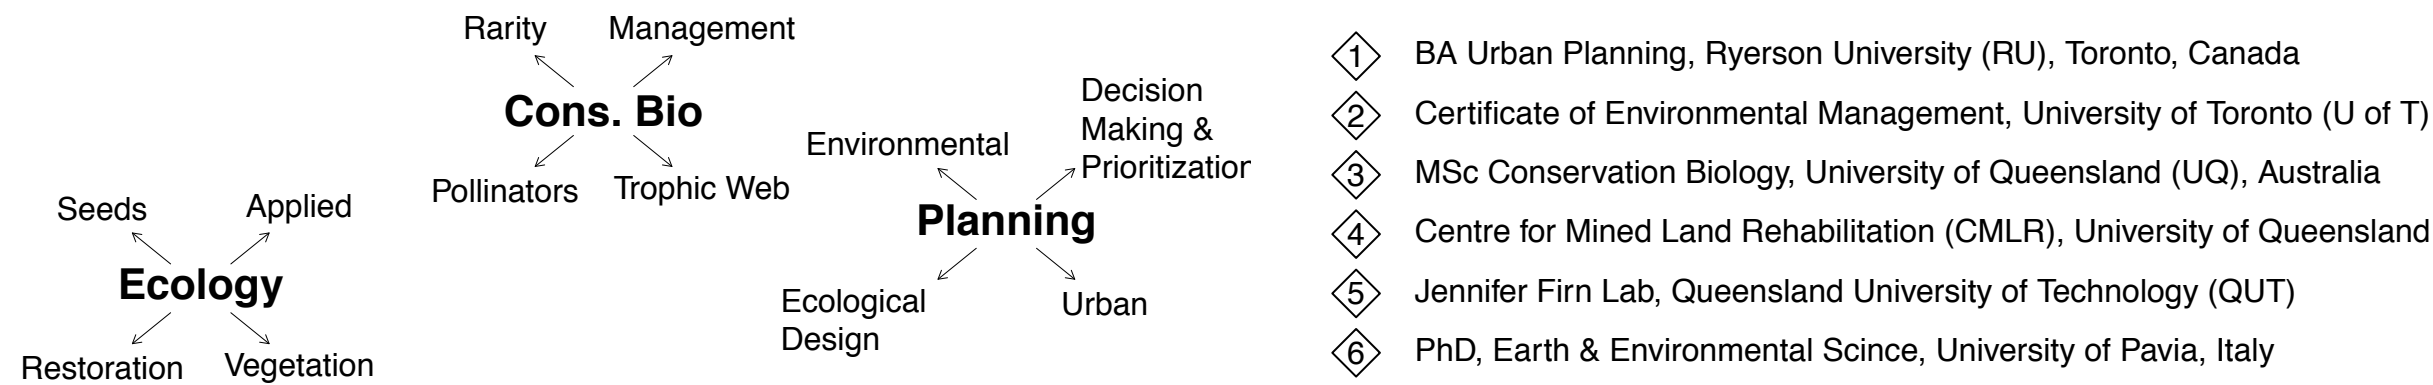 Rarity
Management
Cons. Bio
Pollinators
Trophic Web
Seeds
Applied
Ecology
Restoration
Vegetation
Environmental
Decision
Making &
Prioritization
Planning
Ecological
Design
Urban
1 BA Urban Planning, Ryerson University (RU), Toronto, Canada
2 Certificate of Environmental Management, University of Toronto (U of T)
3 MSc Conservation Biology, University of Queensland (UQ), Australia
4 Centre for Mined Land Rehabilitation (CMLR), University of Queensland
5 Jennifer Firn Lab, Queensland University of Technology (QUT)
6 PhD, Earth & Environmental Scince, University of Pavia, Italy